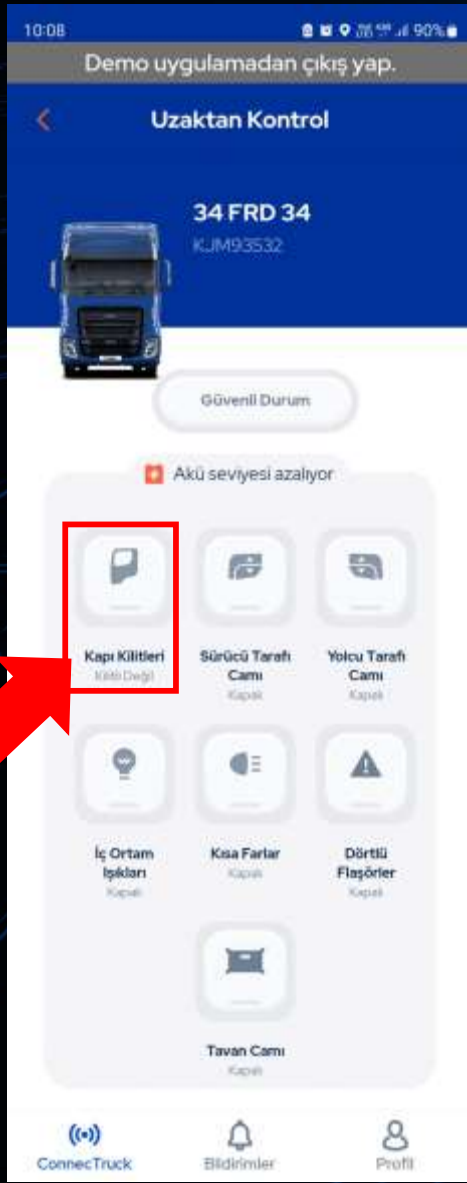 10:08
90%
Demo uygulamadan çıkış yap.
Uzaktan Kontrol
34 FRD 34
KJM93532
Güvenli Durum
Akü seviyesi azalıyor
Kapı Kilitleri
Kilitli Değil
Sürücü Tarafı
Camı
Kapalı
Yolcu Tarafı
Camı
Kapalı
İç Ortam
Işıkları
Kapalı
Kısa Farlar
Kapalı
Dörtlü
Flaşörler
Kapalı
Tavan Camı
Kapalı
ConnecTruck
Bildirimler
Profil